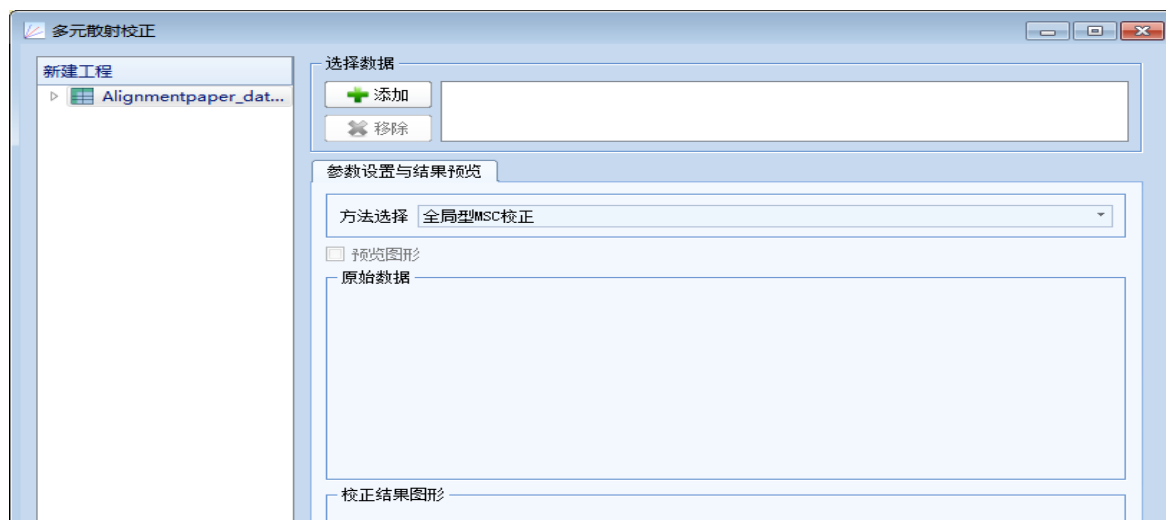 多元散射校正
新建工程
Alignmentpaper_dat...
选择数据
添加
移除
参数设置与结果预览
方法选择 全局型MSC校正
预览图形
原始数据
校正结果图形